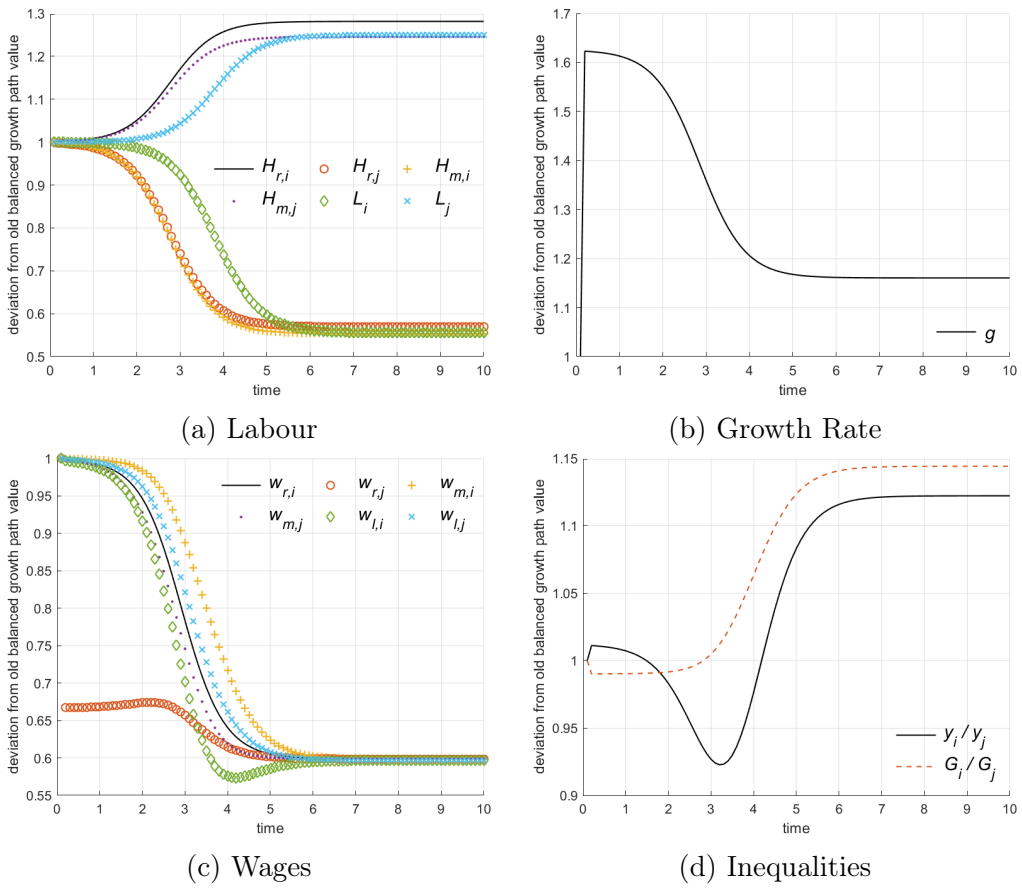 deviation from old balanced growth path value
1.3
1.2
1.1
1
0.9
0.8
0.7
0.6
0.5
H_{r,i} H_{r,j} H_{m,i}
H_{m,j} L_i L_j
0 1 2 3 4 5 6 7 8 9 10
time
(a) Labour
deviation from old balanced growth path value
1.7
1.6
1.5
1.4
1.3
1.2
1.1
1
g
0 1 2 3 4 5 6 7 8 9 10
time
(b) Growth Rate
deviation from old balanced growth path value
1
0.95
0.9
0.85
0.8
0.75
0.7
0.65
0.6
0.55
w_{r,i} w_{r,j} w_{m,i}
w_{m,j} w_{l,i} w_{l,j}
0 1 2 3 4 5 6 7 8 9 10
time
(c) Wages
deviation from old balanced growth path value
1.15
1.1
1.05
1
0.95
0.9
y_i / y_j
G_i / G_j
0 1 2 3 4 5 6 7 8 9 10
time
(d) Inequalities